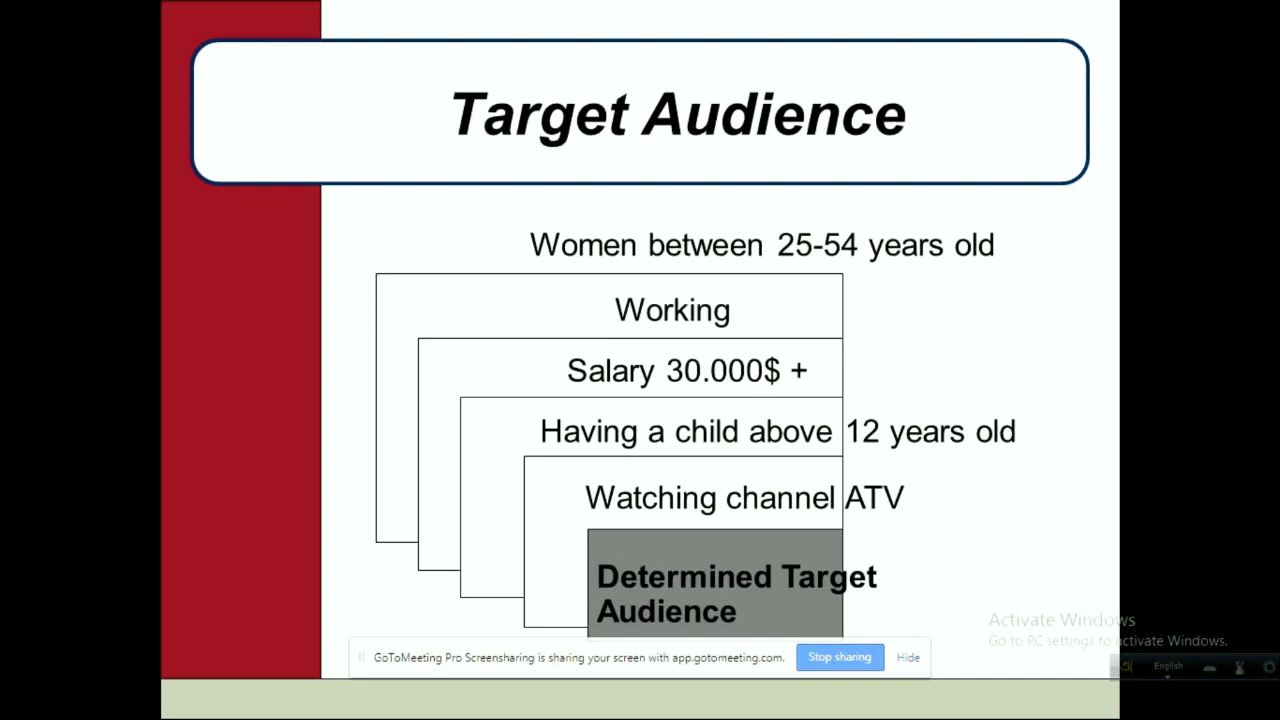 Target Audience
Women between 25-54 years old
Working
Salary 30.000$ +
Having a child above 12 years old
Watching channel ATV
Determined Target
Audience
GoToMeeting Pro Screensharing is sharing your screen with app.gotomeeting.com. Stop sharing Hide
Activate Windows
Go to PC settings to activate Windows.
English